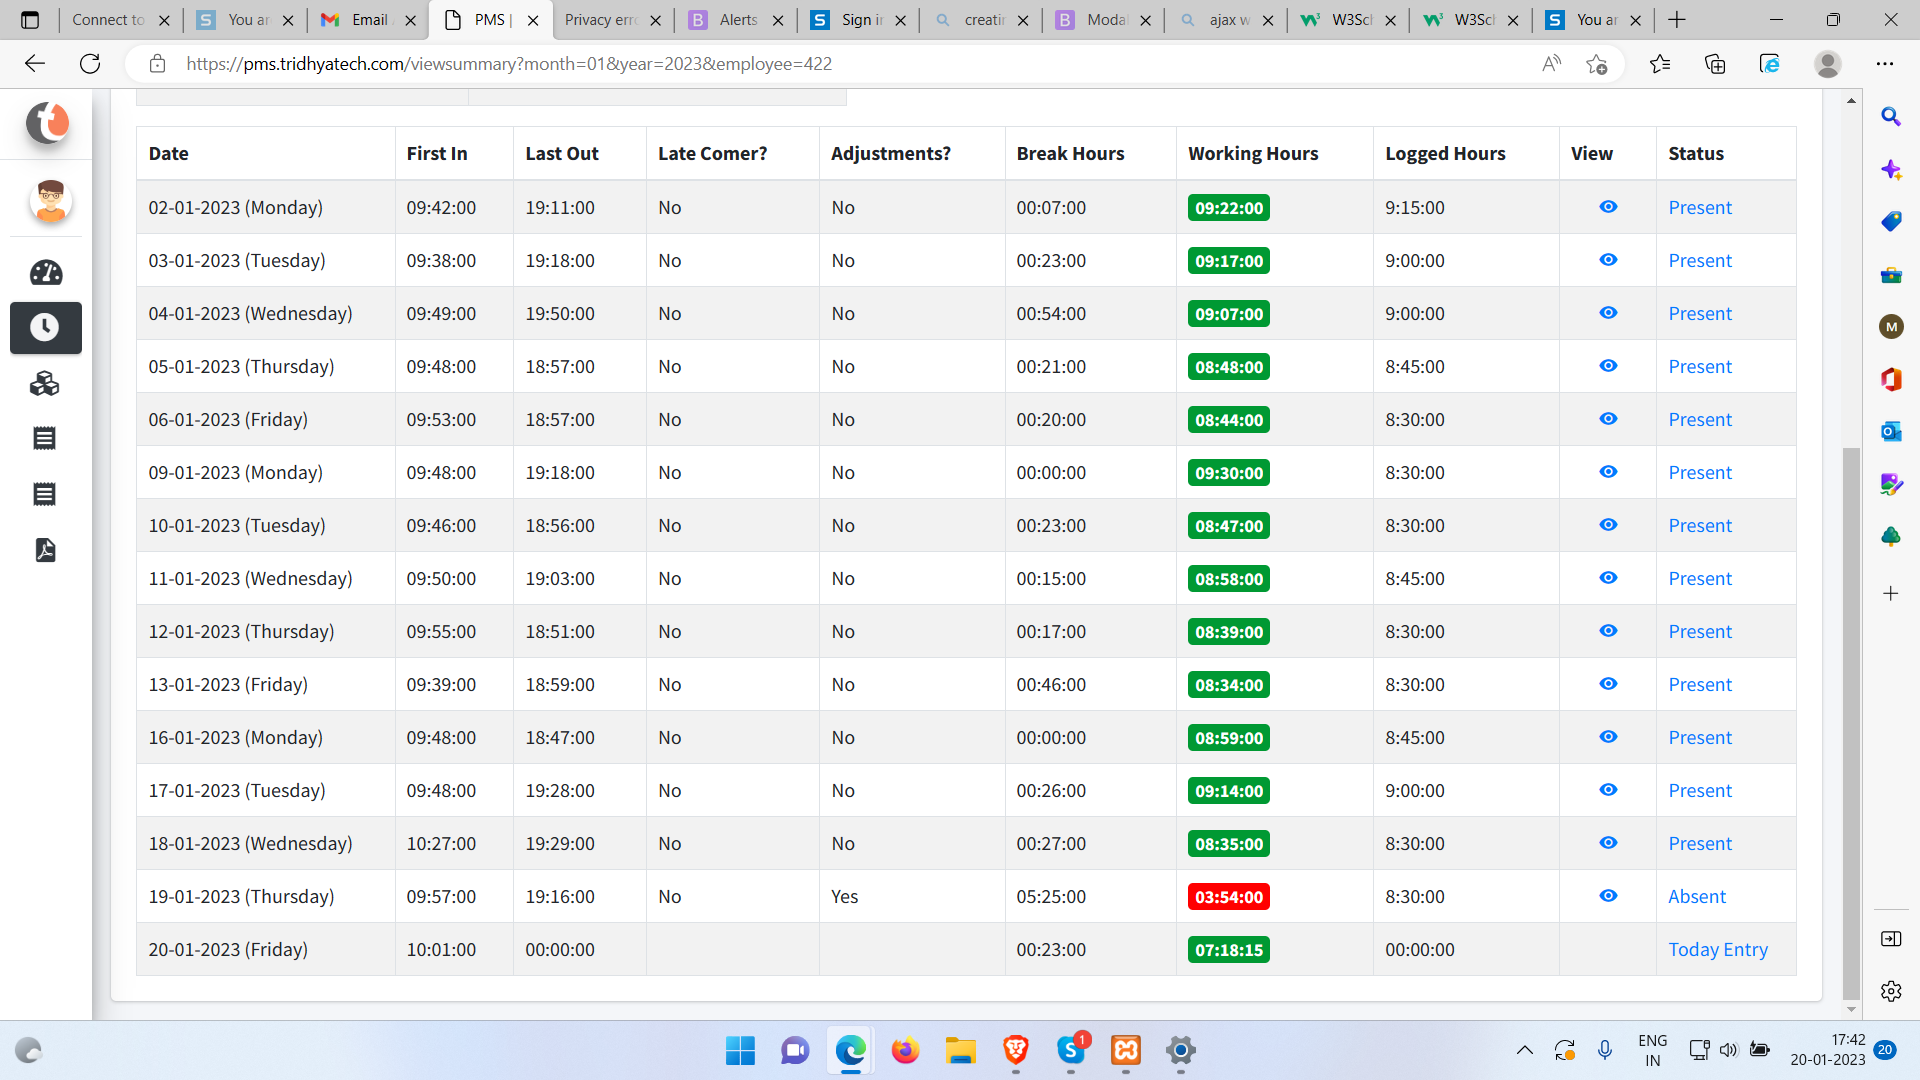 Connect to
You ar
Email
PMS |
Privacy erro
Alerts
Sign in
creatin
Modal
ajax w
W3Sch
W3Sch
You ar
https://pms.tridhyatech.com/viewsummary?month=01&year=2023&employee=422
Date First In Last Out Late Comer? Adjustments? Break Hours Working Hours Logged Hours View Status
02-01-2023 (Monday) 09:42:00 19:11:00 No No 00:07:00 09:22:00 9:15:00 Present
03-01-2023 (Tuesday) 09:38:00 19:18:00 No No 00:23:00 09:17:00 9:00:00 Present
04-01-2023 (Wednesday) 09:49:00 19:50:00 No No 00:54:00 09:07:00 9:00:00 Present
05-01-2023 (Thursday) 09:48:00 18:57:00 No No 00:21:00 08:48:00 8:45:00 Present
06-01-2023 (Friday) 09:53:00 18:57:00 No No 00:20:00 08:44:00 8:30:00 Present
09-01-2023 (Monday) 09:48:00 19:18:00 No No 00:00:00 09:30:00 8:30:00 Present
10-01-2023 (Tuesday) 09:46:00 18:56:00 No No 00:23:00 08:47:00 8:30:00 Present
11-01-2023 (Wednesday) 09:50:00 19:03:00 No No 00:15:00 08:58:00 8:45:00 Present
12-01-2023 (Thursday) 09:55:00 18:51:00 No No 00:17:00 08:39:00 8:30:00 Present
13-01-2023 (Friday) 09:39:00 18:59:00 No No 00:46:00 08:34:00 8:30:00 Present
16-01-2023 (Monday) 09:48:00 18:47:00 No No 00:00:00 08:59:00 8:45:00 Present
17-01-2023 (Tuesday) 09:48:00 19:28:00 No No 00:26:00 09:14:00 9:00:00 Present
18-01-2023 (Wednesday) 10:27:00 19:29:00 No No 00:27:00 08:35:00 8:30:00 Present
19-01-2023 (Thursday) 09:57:00 19:16:00 No Yes 05:25:00 03:54:00 8:30:00 Absent
20-01-2023 (Friday) 10:01:00 00:00:00 00:23:00 07:18:15 00:00:00 Today Entry
M
1
ENG
IN
17:42
20-01-2023
20